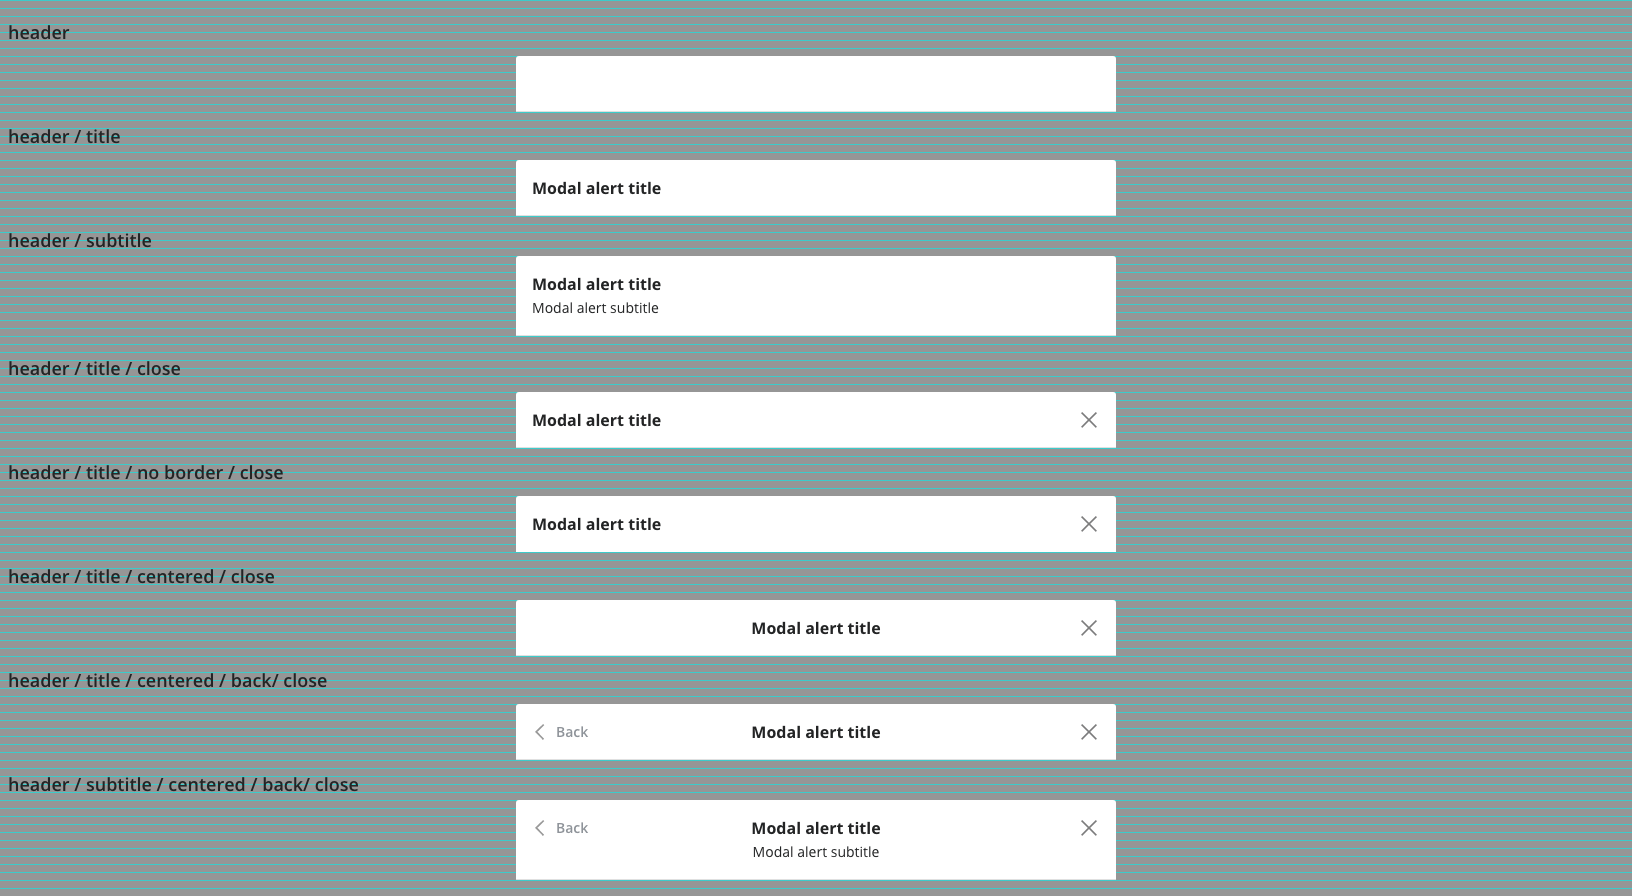 header
header / title
Modal alert title
header / subtitle
Modal alert title
Modal alert subtitle
header / title / close
Modal alert title
header / title / no border / close
Modal alert title
header / title / centered / close
Modal alert title
header / title / centered / back/ close
Back Modal alert title
header / subtitle / centered / back/ close
Back Modal alert title
Modal alert subtitle